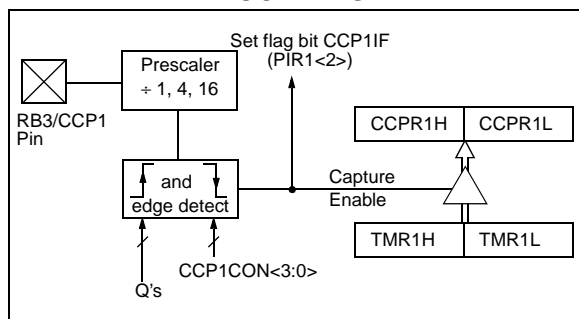 Set flag bit CCP1IF
(PIR1<2>)
Prescaler
÷ 1, 4, 16
RB3/CCP1
Pin
CCPR1H
CCPR1L
and
edge detect
Capture
Enable
TMR1H
TMR1L
CCP1CON<3:0>
Q's